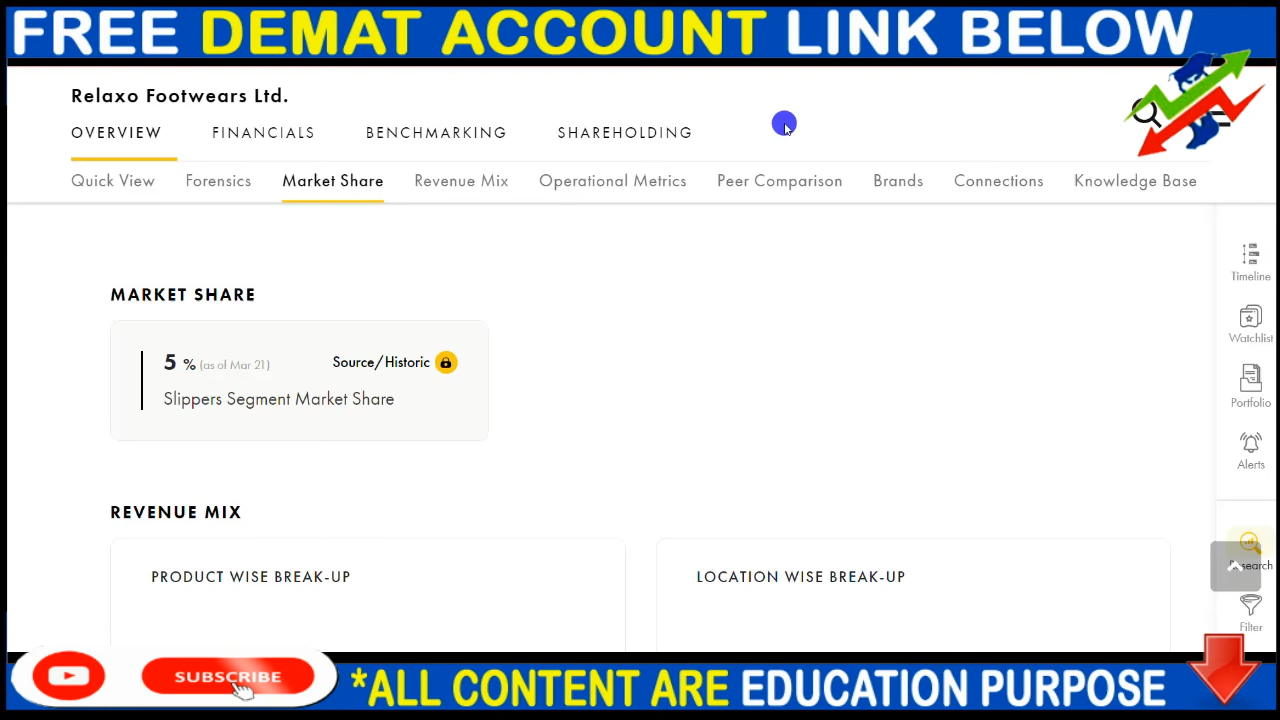 FREE DEMAT ACCOUNT LINK BELOW
Relaxo Footwears Ltd.
OVERVIEW FINANCIALS BENCHMARKING SHAREHOLDING
Quick View Forensics Market Share Revenue Mix Operational Metrics Peer Comparison Brands Connections Knowledge Base
Timeline
MARKET SHARE
Watchlist
5 % (as of Mar 21) Source/Historic
Slippers Segment Market Share
Portfolio
Alerts
REVENUE MIX
Research
PRODUCT WISE BREAK-UP LOCATION WISE BREAK-UP
Filter
SUBSCRIBE
*ALL CONTENT ARE EDUCATION PURPOSE